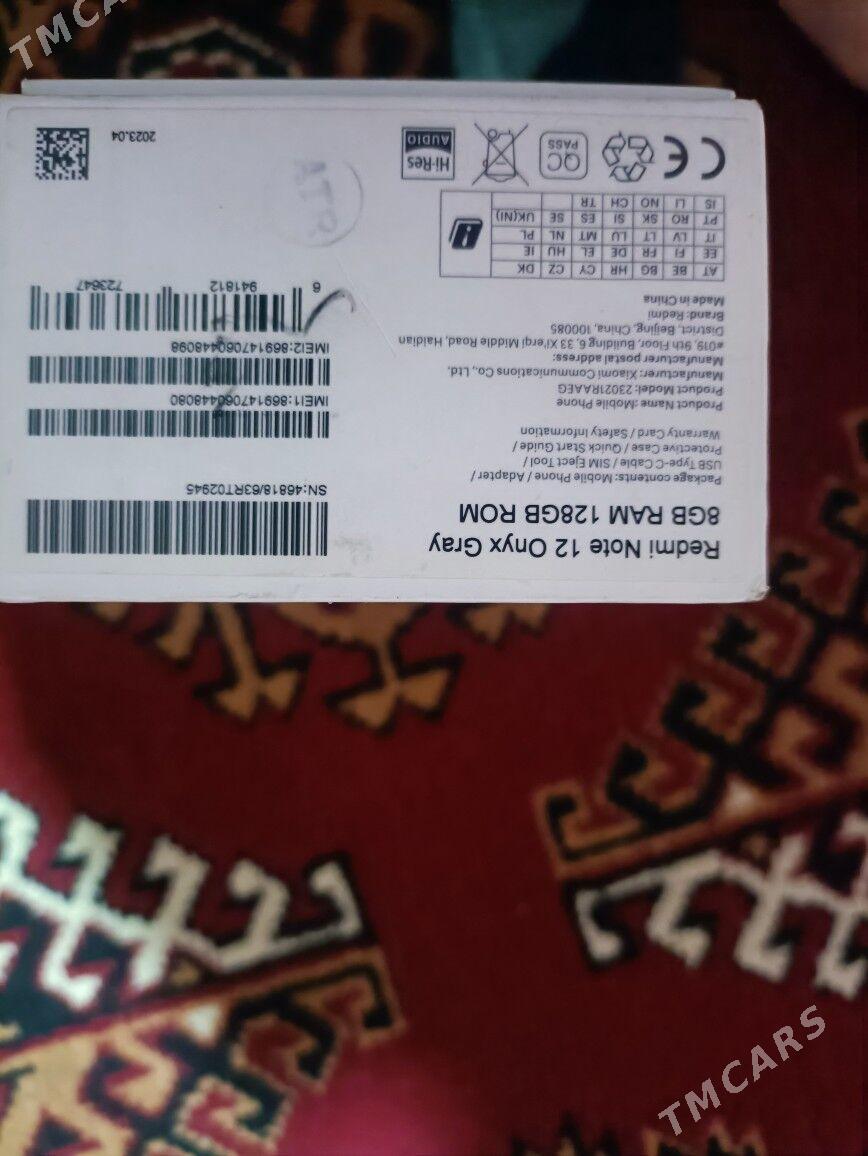 Redmi Note 12 Onyx Gray
8GB RAM 128GB ROM
Package contents: Mobile Phone / Adapter /
USB Type-C Cable / SIM Eject Tool /
Protective Case / Quick Start Guide /
Warranty Card / Safety Information
Product Name: Mobile Phone
Product Model: 23021RAAEG
Manufacturer: Xiaomi Communications Co., Ltd.
Manufacturer postal address:
#019, 9th Floor, Building 6, 33 Xi'erqi Middle Road, Haidian
District, Beijing, China, 100085
Brand: Redmi
Made in China
AT BE BG HR CY CZ DK
EE FI FR DE EL HU IE
IT LV LT LU MT NL PL
PT RO SK SI ES SE UK(NI)
IS LI NO CH TR
CE
QC
PASS
Hi-Res
AUDIO
SN:46818/63RT02945
IMEI1:869147060448080
IMEI2:869147060448098
6 941812 723647
ATR
2023.04
TMCARS
TMCARS